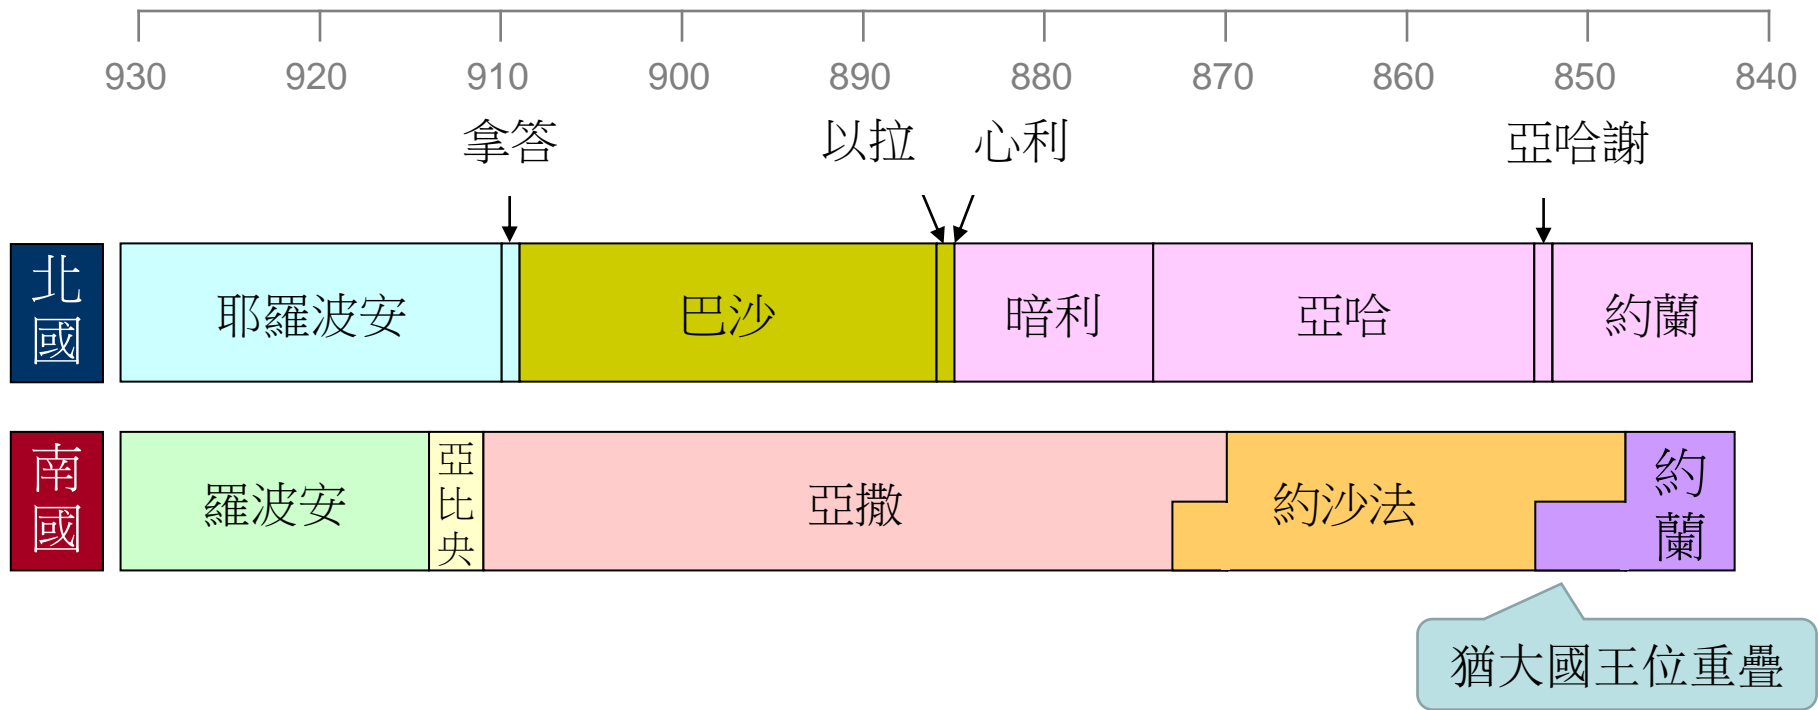 930 920 910 900 890 880 870 860 850 840
拿答 以拉 心利 亞哈謝
北國 耶羅波安 巴沙 暗利 亞哈 約蘭
南國 羅波安 亞比央 亞撒 約沙法 約蘭
猶大國王位重疊